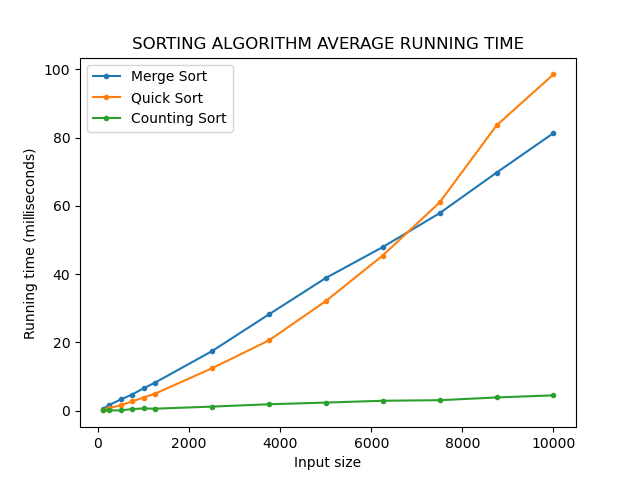 SORTING ALGORITHM AVERAGE RUNNING TIME
Merge Sort
Quick Sort
Counting Sort
Running time (milliseconds)
100
80
60
40
20
0
0 2000 4000 6000 8000 10000
Input size